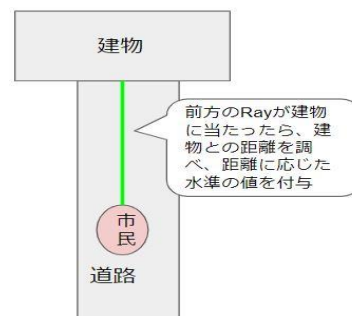 建物
前方のRayが建物
に当たったら、建
物との距離を調
べ、距離に応じた
水準の値を付与
市
民
道路